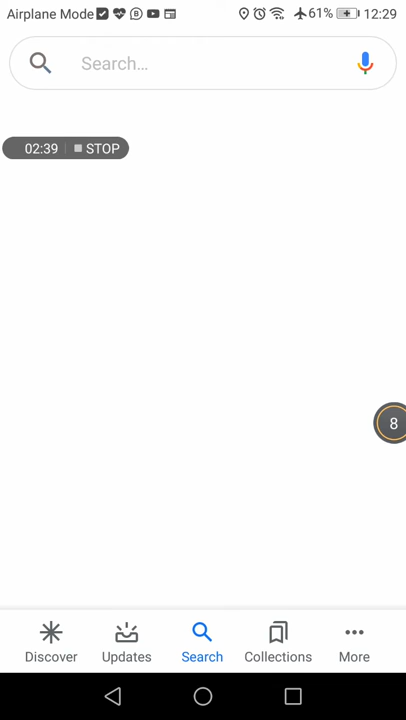 Airplane Mode 61% 12:29
Search...
02:39 STOP
8
Discover Updates Search Collections More